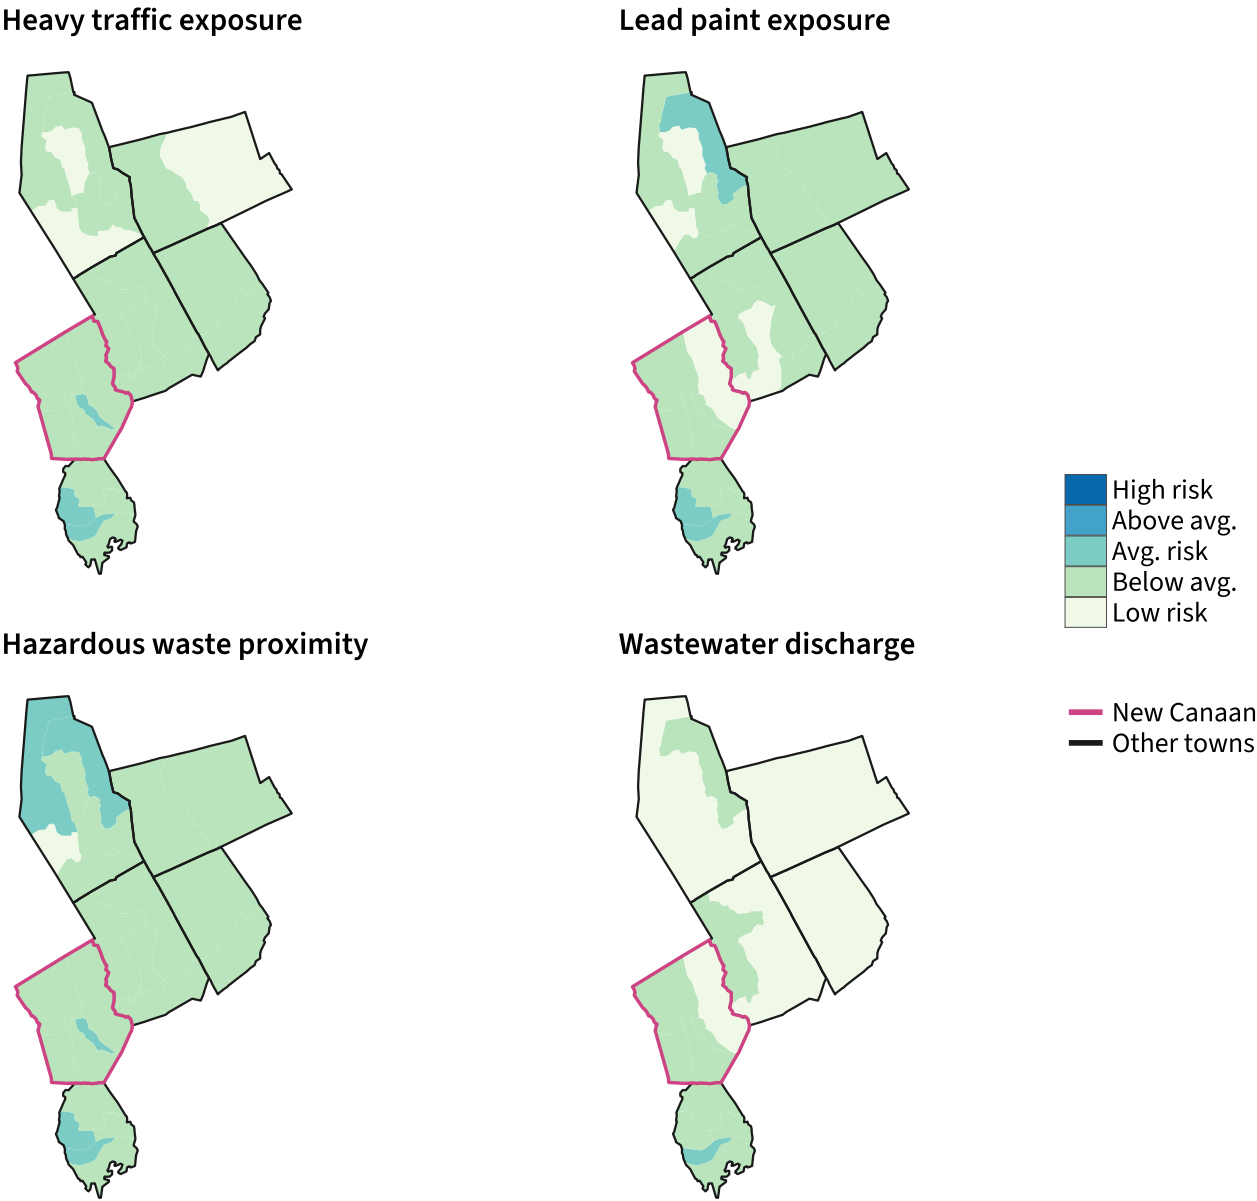 Heavy traffic exposure
Lead paint exposure
High risk
Above avg.
Avg. risk
Below avg.
Low risk
Hazardous waste proximity
Wastewater discharge
New Canaan
Other towns